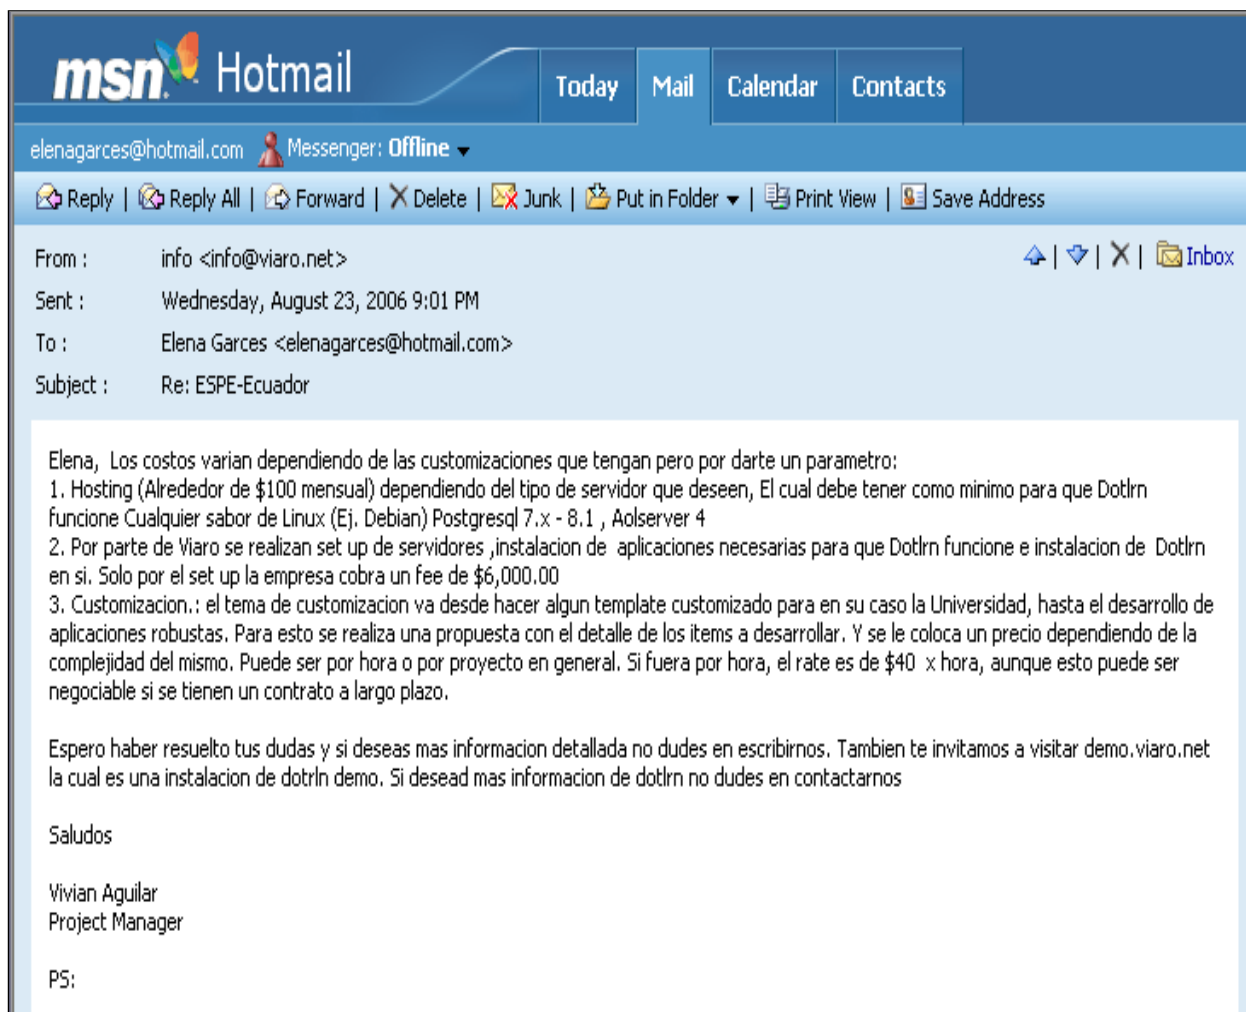 msn Hotmail
Today Mail Calendar Contacts
elenagarces@hotmail.com Messenger: Offline
Reply | Reply All | Forward | Delete | Junk | Put in Folder | Print View | Save Address
From : info <info@viaro.net> | | | Inbox
Sent : Wednesday, August 23, 2006 9:01 PM
To : Elena Garces <elenagarces@hotmail.com>
Subject : Re: ESPE-Ecuador
Elena, Los costos varian dependiendo de las customizaciones que tengan pero por darte un parametro:
1. Hosting (Alrededor de $100 mensual) dependiendo del tipo de servidor que deseen, El cual debe tener como minimo para que Dotlrn
funcione Cualquier sabor de Linux (Ej. Debian) Postgresql 7.x - 8.1 , Aolserver 4
2. Por parte de Viaro se realizan set up de servidores ,instalacion de aplicaciones necesarias para que Dotlrn funcione e instalacion de Dotlrn
en si. Solo por el set up la empresa cobra un fee de $6,000.00
3. Customizacion.: el tema de customizacion va desde hacer algun template customizado para en su caso la Universidad, hasta el desarrollo de
aplicaciones robustas. Para esto se realiza una propuesta con el detalle de los items a desarrollar. Y se le coloca un precio dependiendo de la
complejidad del mismo. Puede ser por hora o por proyecto en general. Si fuera por hora, el rate es de $40 x hora, aunque esto puede ser
negociable si se tienen un contrato a largo plazo.
Espero haber resuelto tus dudas y si deseas mas informacion detallada no dudes en escribirnos. Tambien te invitamos a visitar demo.viaro.net
la cual es una instalacion de dotrln demo. Si desead mas informacion de dotlrn no dudes en contactarnos
Saludos
Vivian Aguilar
Project Manager
PS: